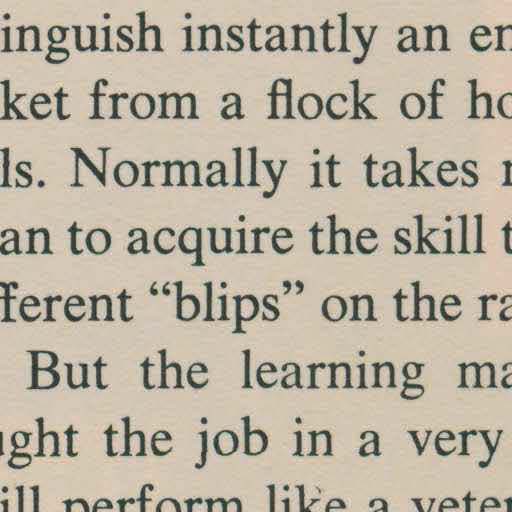 inguish instantly an en
ket from a flock of ho
ls. Normally it takes
an to acquire the skill t
fferent “blips” on the ra
But the learning ma
ught the job in a very
ill perform like a veter